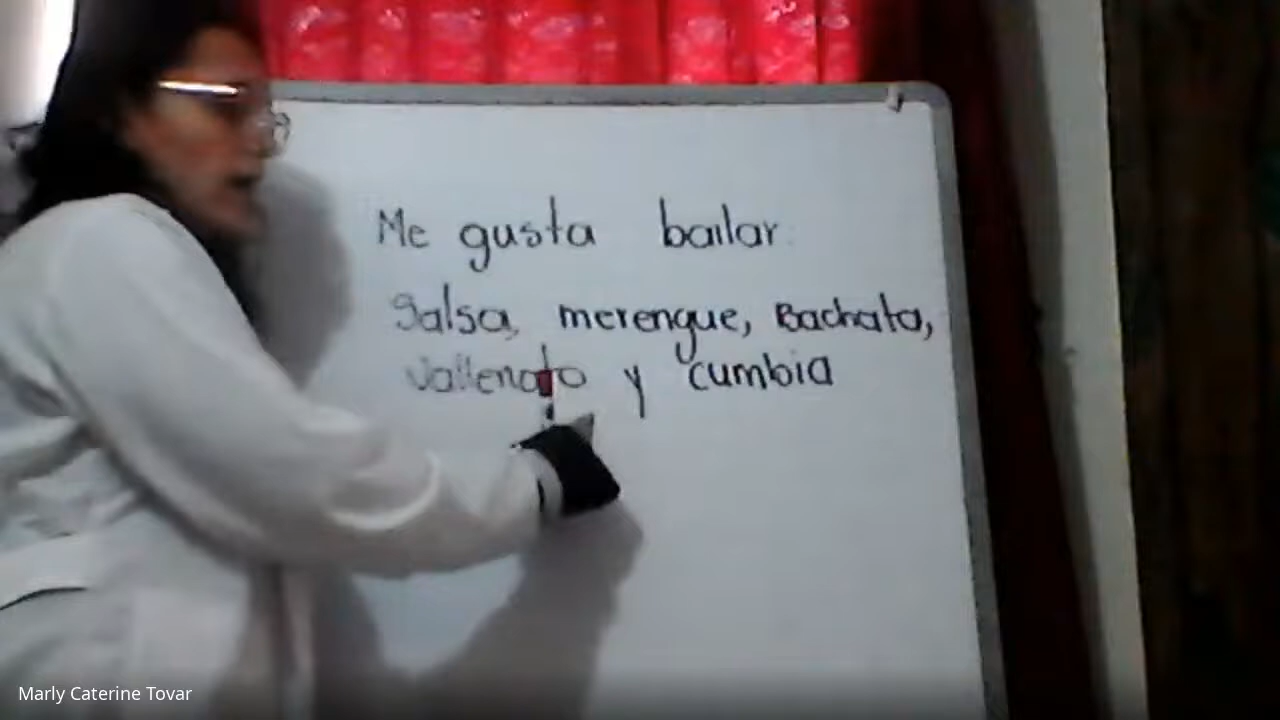 Me gusta bailar
Salsa, merengue, Bachata,
Vallenato y cumbia
Marly Caterine Tovar